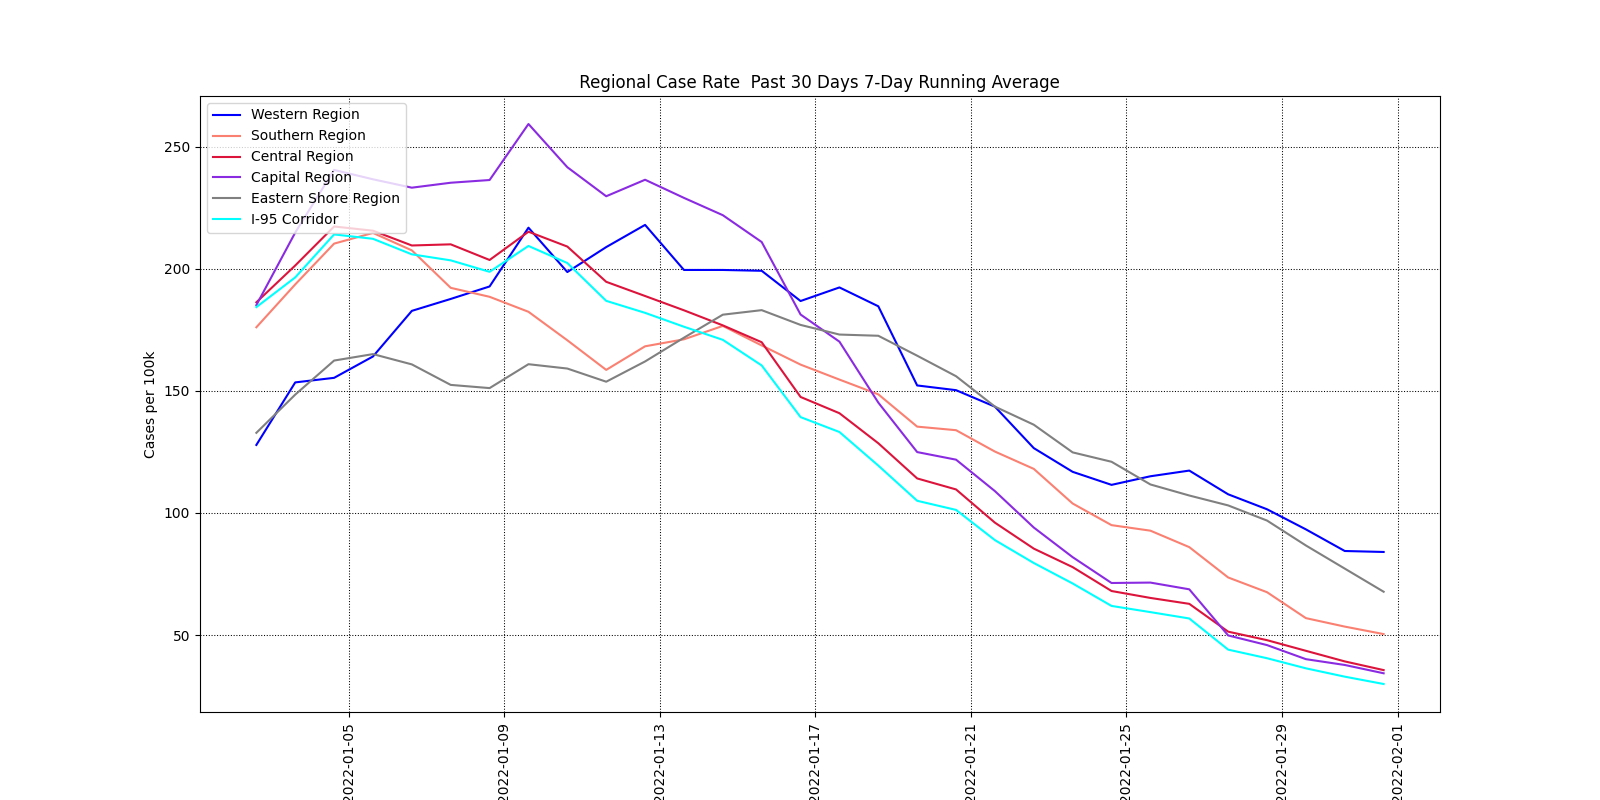 Regional Case Rate  Past 30 Days 7-Day Running Average
Western Region
Southern Region
Central Region
Capital Region
Eastern Shore Region
I-95 Corridor
Cases per 100k
250
200
150
100
50
2022-01-05
2022-01-09
2022-01-13
2022-01-17
2022-01-21
2022-01-25
2022-01-29
2022-02-01